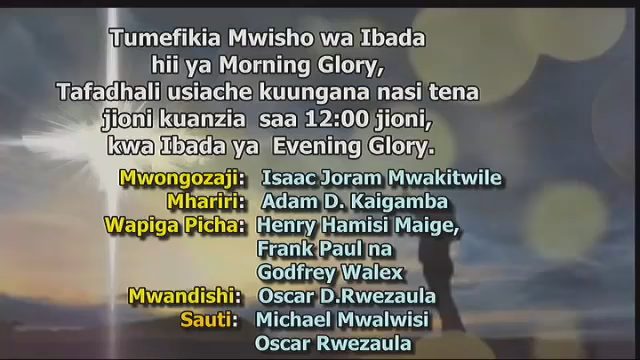 Tumefikia Mwisho wa Ibada
hii ya Morning Glory,
Tafadhali usiache kuungana nasi tena
jioni kuanzia saa 12:00 jioni,
kwa Ibada ya Evening Glory.
Mwongozaji: Isaac Joram Mwakitwile
Mhariri: Adam D. Kaigamba
Wapiga Picha: Henry Hamisi Maige,
Frank Paul na
Godfrey Walex
Mwandishi: Oscar D.Rwezaula
Sauti: Michael Mwalwisi
Oscar Rwezaula